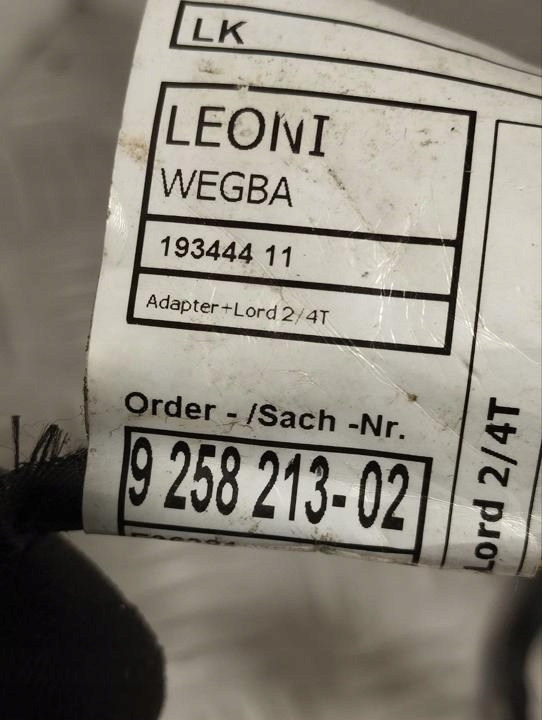 LK
LEONI
WEGBA
193444 11
Adapter+Lord 2/4T
Order - /Sach -Nr.
9 258 213-02
Lord 2/4T